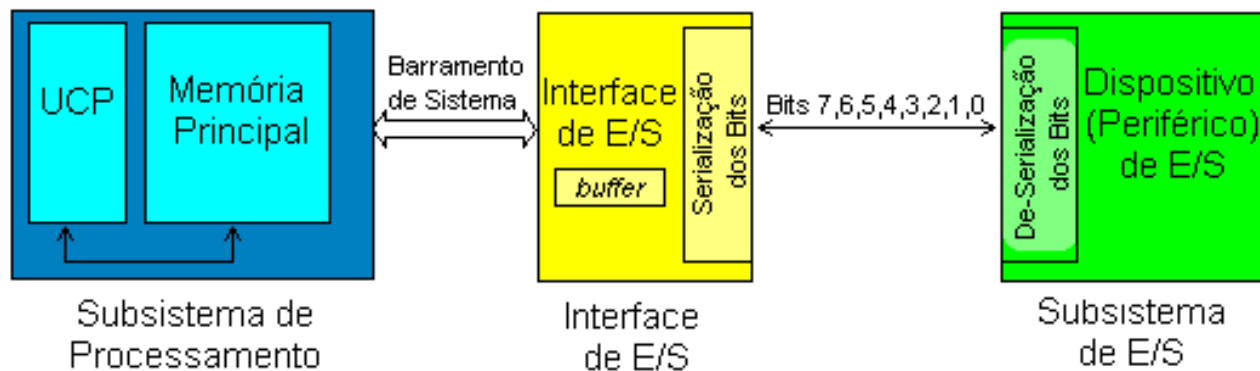 UCP
Memória
Principal
Barramento
de Sistema
Interface
de E/S
buffer
Serialização
dos Bits
Bits 7,6,5,4,3,2,1,0
De-Serialização
dos Bits
Dispositivo
(Periférico)
de E/S
Subsistema de
Processamento
Interface
de E/S
Subsistema
de E/S